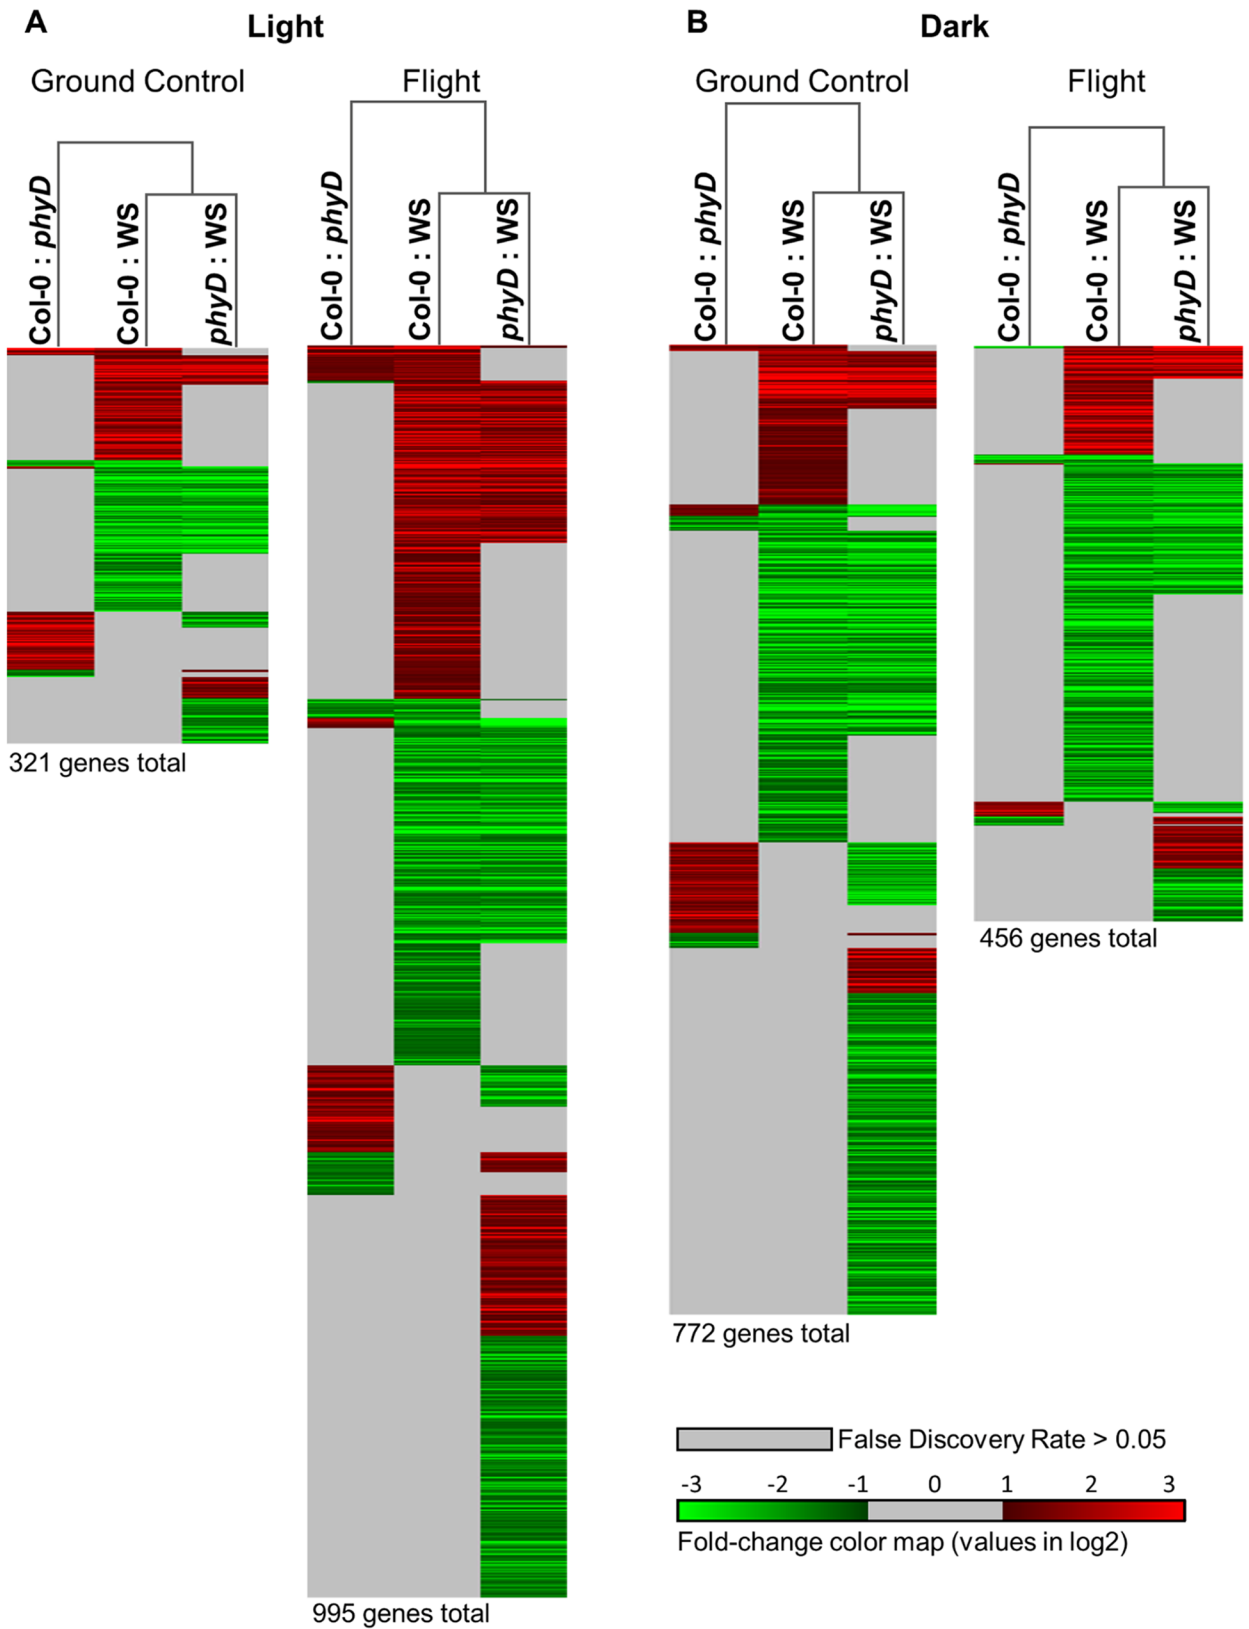 A
Light
B
Dark
Ground Control
Flight
Ground Control
Flight
Col-0 : phyD
Col-0 : WS
phyD : WS
Col-0 : phyD
Col-0 : WS
phyD : WS
Col-0 : phyD
Col-0 : WS
phyD : WS
Col-0 : phyD
Col-0 : WS
phyD : WS
321 genes total
456 genes total
772 genes total
False Discovery Rate > 0.05
-3 -2 -1 0 1 2 3
Fold-change color map (values in log2)
995 genes total